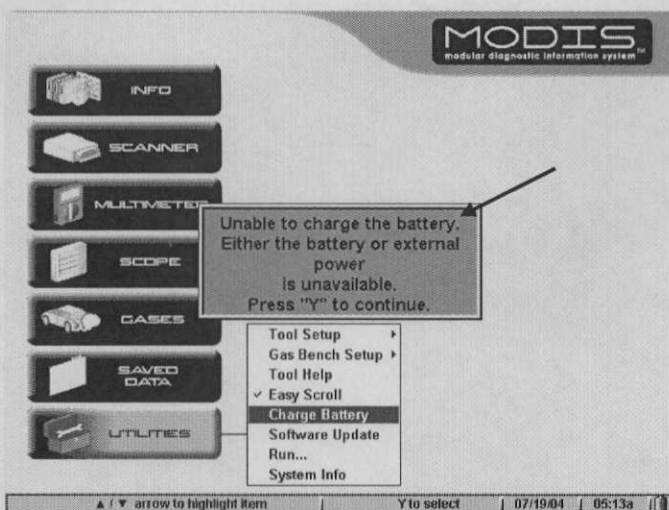 MODIS™
modular diagnostic information system
INFO
SCANNER
MULTIMETER
SCOPE
GASES
SAVED
DATA
UTILITIES
Unable to charge the battery.
Either the battery or external
power
is unavailable.
Press "Y" to continue.
Tool Setup
Gas Bench Setup
Tool Help
✓ Easy Scroll
Charge Battery
Software Update
Run...
System Info
▲ / ▼ arrow to highlight item
Y to select
07/19/04
05:13a